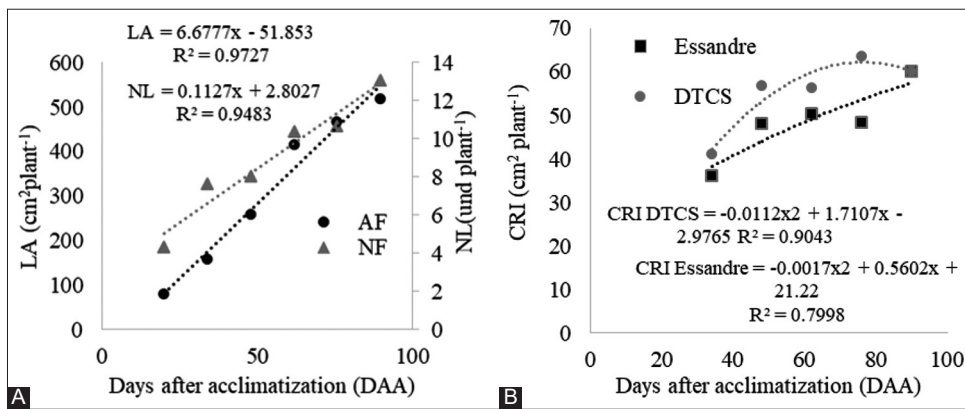 LA = 6.6777x - 51.853
R² = 0.9727
NL = 0.1127x + 2.8027
R² = 0.9483
600
500
400
300
200
100
0
LA (cm²plant⁻¹)
14
12
10
8
6
4
2
0
NL(und plant⁻¹)
AF
NF
0
50
100
Days after acclimatization (DAA)
A
70
60
50
40
30
20
10
0
CRI (cm² plant⁻¹)
Essandre
DTCS
CRI DTCS = -0.0112x2 + 1.7107x -
2.9765 R² = 0.9043
CRI Essandre = -0.0017x2 + 0.5602x +
21.22
R² = 0.7998
0
20
40
60
80
100
Days after acclimatization (DAA)
B